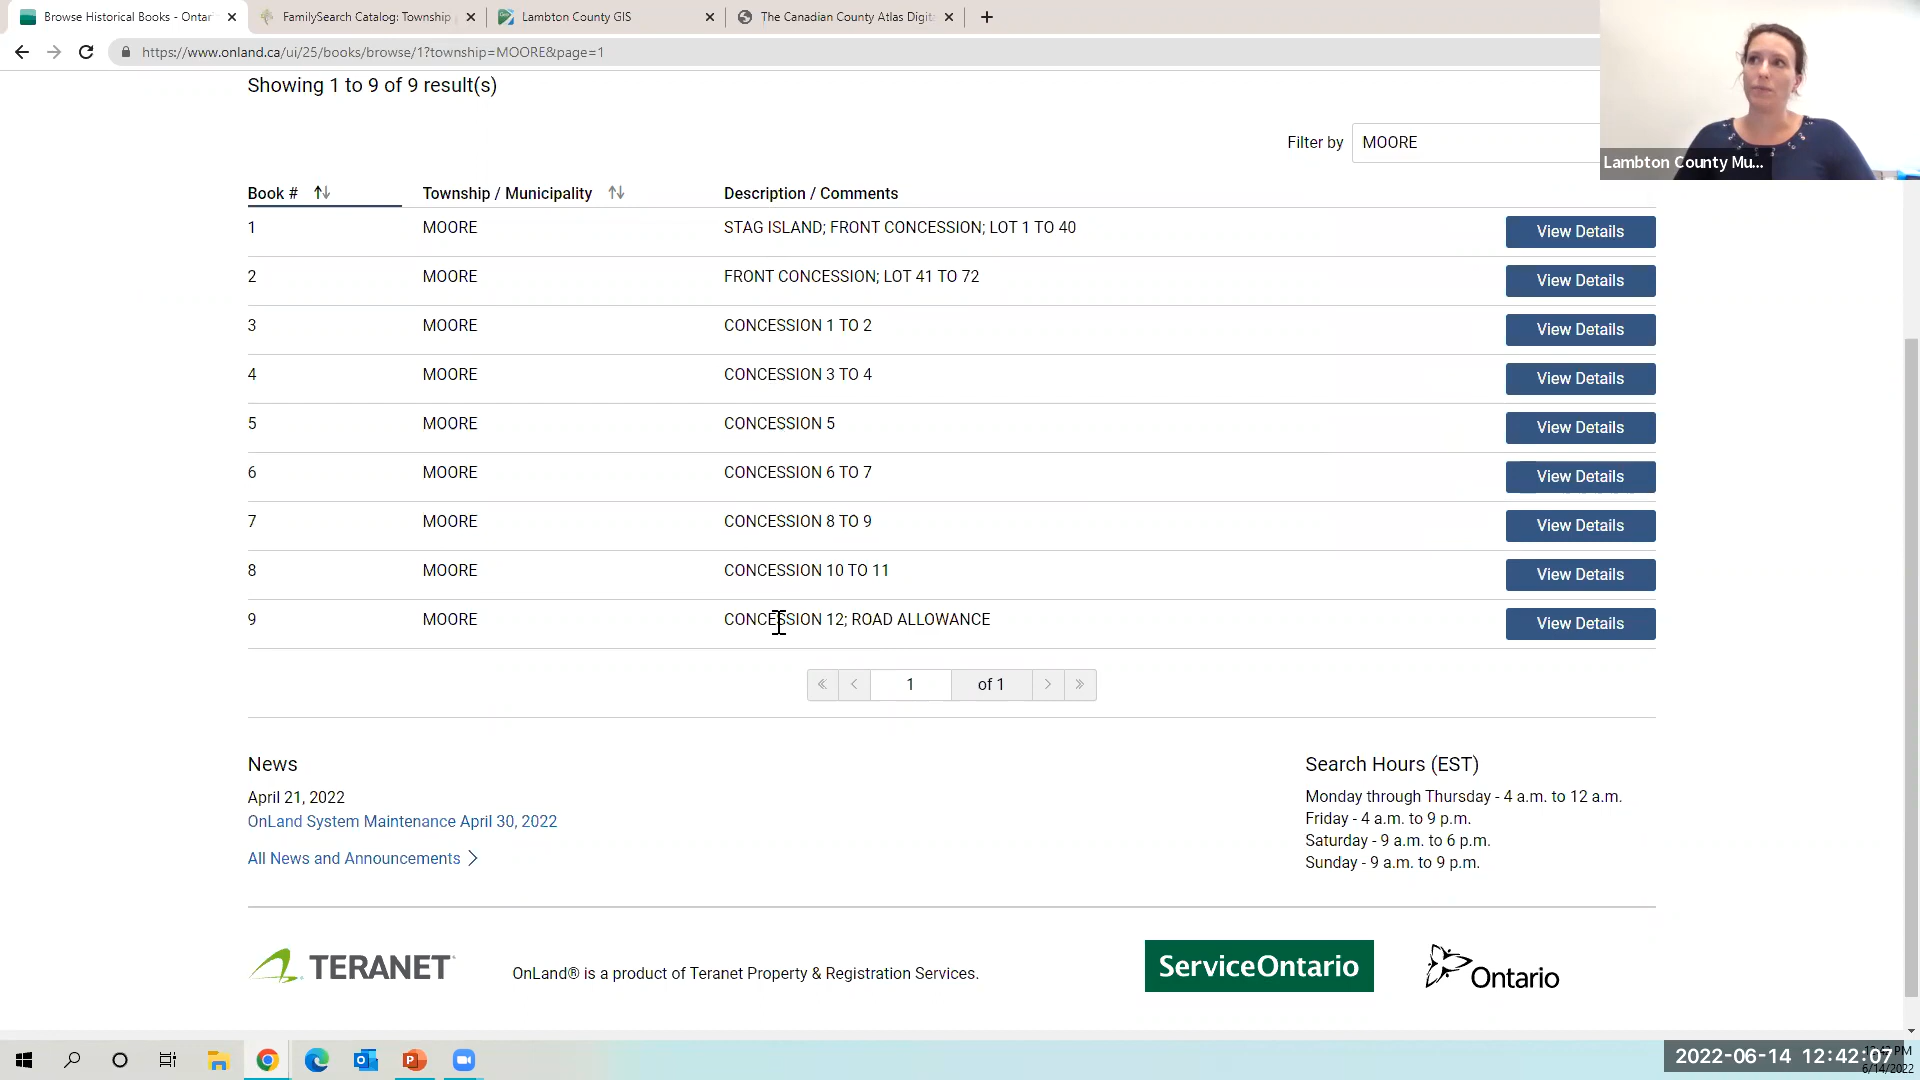 Browse Historical Books - Ontar
FamilySearch Catalog: Township
Lambton County GIS
The Canadian County Atlas Digit
https://www.onland.ca/ui/25/books/browse/1?township=MOORE&page=1
Showing 1 to 9 of 9 result(s)
Filter by MOORE
Lambton County Mu...
Book # Township / Municipality Description / Comments
1 MOORE STAG ISLAND; FRONT CONCESSION; LOT 1 TO 40 View Details
2 MOORE FRONT CONCESSION; LOT 41 TO 72 View Details
3 MOORE CONCESSION 1 TO 2 View Details
4 MOORE CONCESSION 3 TO 4 View Details
5 MOORE CONCESSION 5 View Details
6 MOORE CONCESSION 6 TO 7 View Details
7 MOORE CONCESSION 8 TO 9 View Details
8 MOORE CONCESSION 10 TO 11 View Details
9 MOORE CONCESSION 12; ROAD ALLOWANCE View Details
1 of 1
News
April 21, 2022
OnLand System Maintenance April 30, 2022
All News and Announcements
Search Hours (EST)
Monday through Thursday - 4 a.m. to 12 a.m.
Friday - 4 a.m. to 9 p.m.
Saturday - 9 a.m. to 6 p.m.
Sunday - 9 a.m. to 9 p.m.
TERANET
OnLand® is a product of Teranet Property & Registration Services.
ServiceOntario
Ontario
2022-06-14 12:42:07
PM
6/14/2022